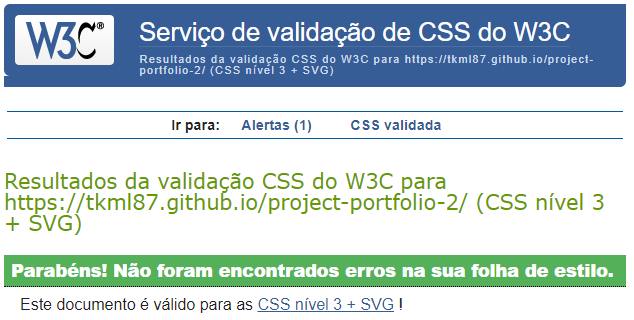 W3C®
Serviço de validação de CSS do W3C
Resultados da validação CSS do W3C para https://tkml87.github.io/project-
portfolio-2/ (CSS nível 3 + SVG)
Ir para: Alertas (1) CSS validada
Resultados da validação CSS do W3C para
https://tkml87.github.io/project-portfolio-2/ (CSS nível 3
+ SVG)
Parabéns! Não foram encontrados erros na sua folha de estilo.
Este documento é válido para as CSS nível 3 + SVG !